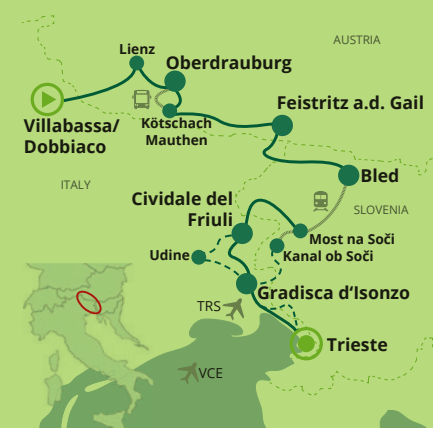 AUSTRIA
Lienz
Oberdrauburg
Feistritz a.d. Gail
Kötschach
Mauthen
Villabassa/
Dobbiaco
Bled
ITALY
Cividale del
Friuli
SLOVENIA
Most na Soči
Kanal ob Soči
Udine
Gradisca d‘Isonzo
TRS
Trieste
VCE